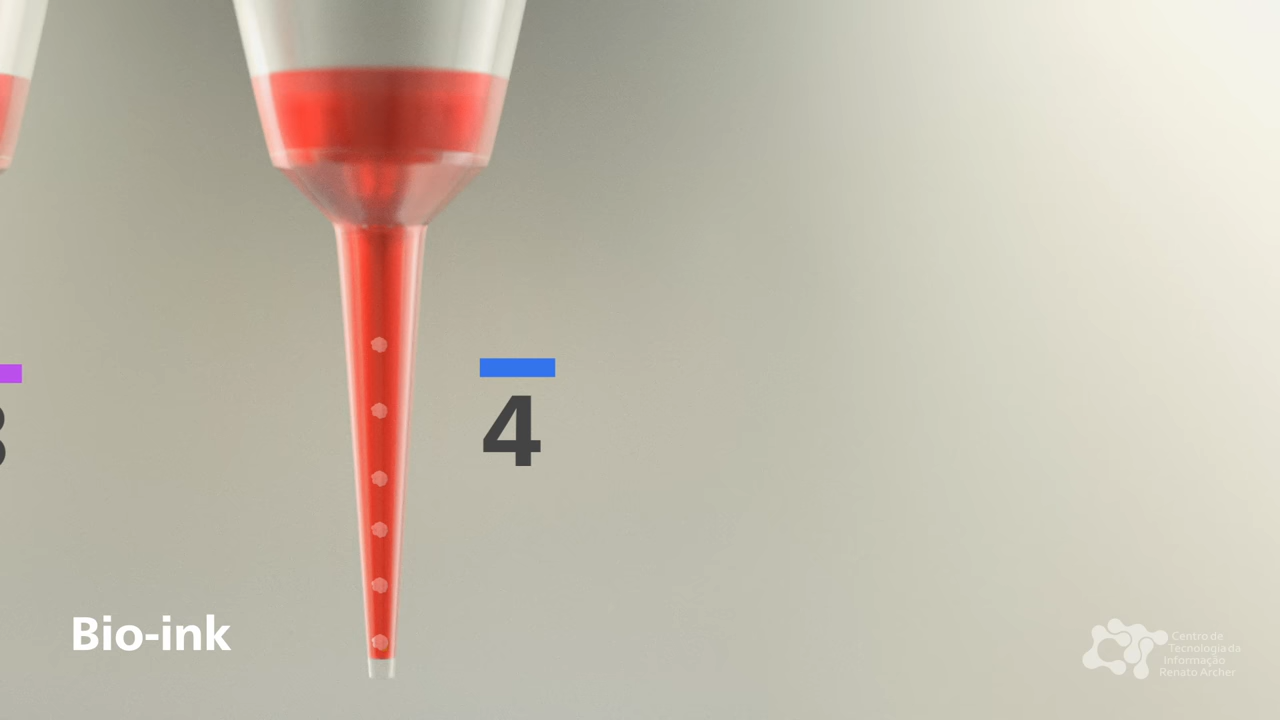 4
Bio-ink
Centro de
Tecnologia da
Informação
Renato Archer